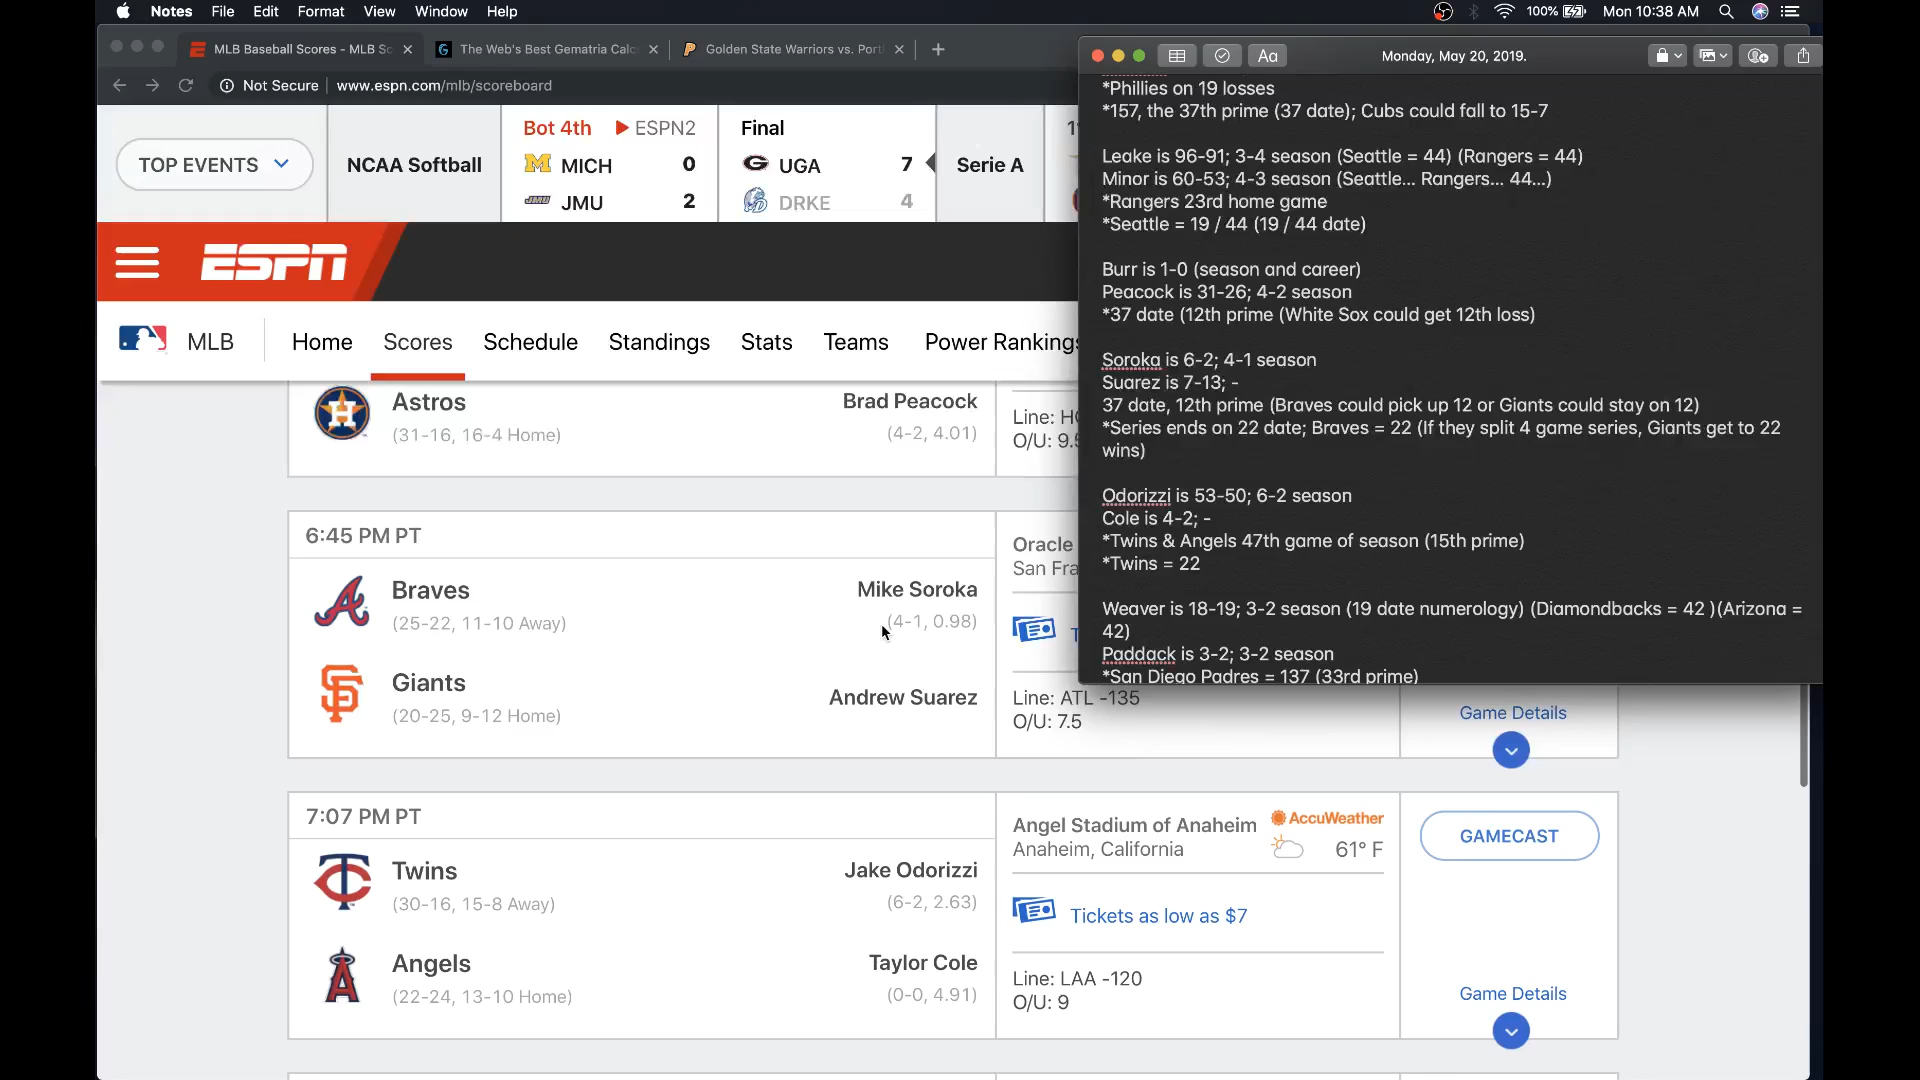 Notes File Edit Format View Window Help 100% Mon 10:38 AM
MLB Baseball Scores - MLB Sc
The Web's Best Gematria Calc
Golden State Warriors vs. Portl
Not Secure www.espn.com/mlb/scoreboard
TOP EVENTS
NCAA Softball
Bot 4th ESPN2
MICH 0
JMU 2
Final
UGA 7
DRKE 4
Serie A
ESPN
MLB Home Scores Schedule Standings Stats Teams Power Rankings
Astros Brad Peacock
(31-16, 16-4 Home) (4-2, 4.01)
O/U: 9.5
6:45 PM PT
Braves Mike Soroka
(25-22, 11-10 Away) (4-1, 0.98)
Giants Andrew Suarez
(20-25, 9-12 Home)
Oracle
San Fra
Line: ATL -135
O/U: 7.5
Game Details
7:07 PM PT
Twins Jake Odorizzi
(30-16, 15-8 Away) (6-2, 2.63)
Angels Taylor Cole
(22-24, 13-10 Home) (0-0, 4.91)
Angel Stadium of Anaheim
Anaheim, California
AccuWeather
61° F
Tickets as low as $7
Line: LAA -120
O/U: 9
GAMECAST
Game Details
Aa
Monday, May 20, 2019.
*Phillies on 19 losses
*157, the 37th prime (37 date); Cubs could fall to 15-7
Leake is 96-91; 3-4 season (Seattle = 44) (Rangers = 44)
Minor is 60-53; 4-3 season (Seattle... Rangers... 44...)
*Rangers 23rd home game
*Seattle = 19 / 44 (19 / 44 date)
Burr is 1-0 (season and career)
Peacock is 31-26; 4-2 season
*37 date (12th prime (White Sox could get 12th loss)
Soroka is 6-2; 4-1 season
Suarez is 7-13; -
37 date, 12th prime (Braves could pick up 12 or Giants could stay on 12)
*Series ends on 22 date; Braves = 22 (If they split 4 game series, Giants get to 22
wins)
Odorizzi is 53-50; 6-2 season
Cole is 4-2; -
*Twins & Angels 47th game of season (15th prime)
*Twins = 22
Weaver is 18-19; 3-2 season (19 date numerology) (Diamondbacks = 42 )(Arizona =
42)
Paddack is 3-2; 3-2 season
*San Diego Padres = 137 (33rd prime)